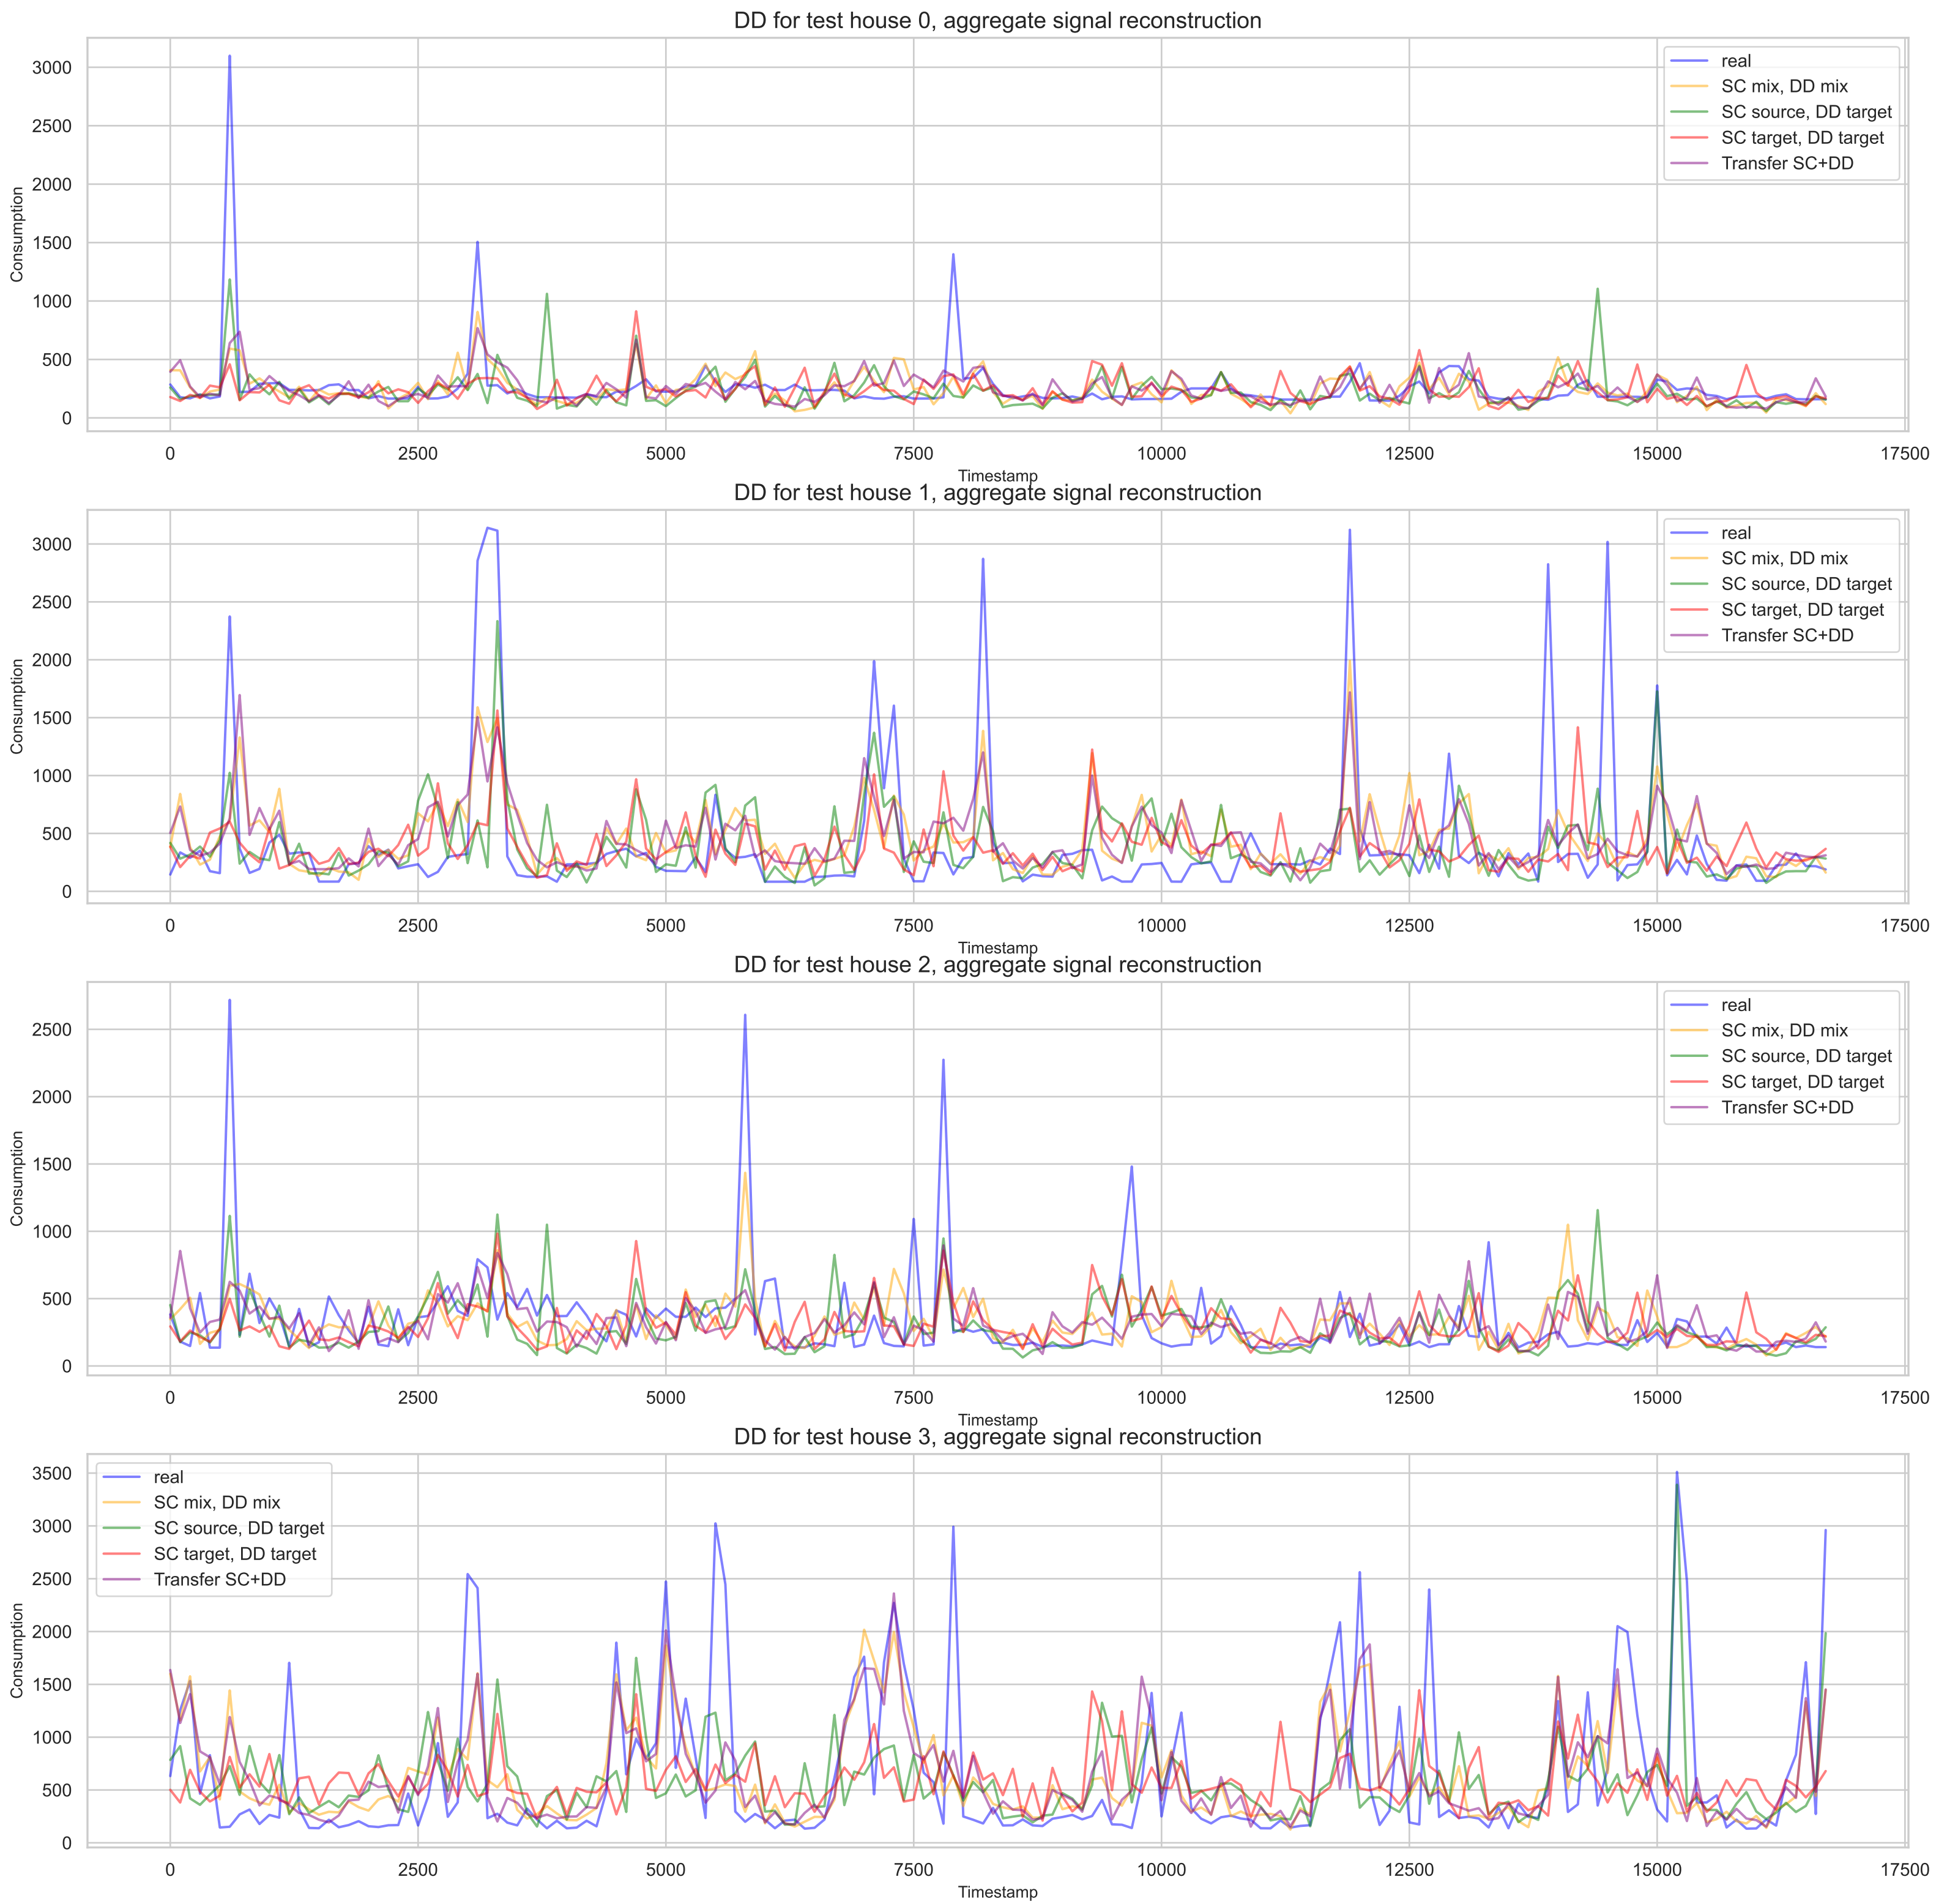 DD for test house 0, aggregate signal reconstruction
3000
2500
2000
1500
1000
500
0
Consumption
real
SC mix, DD mix
SC source, DD target
SC target, DD target
Transfer SC+DD
0 2500 5000 7500 10000 12500 15000 17500
Timestamp
DD for test house 1, aggregate signal reconstruction
3000
2500
2000
1500
1000
500
0
Consumption
real
SC mix, DD mix
SC source, DD target
SC target, DD target
Transfer SC+DD
0 2500 5000 7500 10000 12500 15000 17500
Timestamp
DD for test house 2, aggregate signal reconstruction
2500
2000
1500
1000
500
0
Consumption
real
SC mix, DD mix
SC source, DD target
SC target, DD target
Transfer SC+DD
0 2500 5000 7500 10000 12500 15000 17500
Timestamp
DD for test house 3, aggregate signal reconstruction
3500
3000
2500
2000
1500
1000
500
0
Consumption
real
SC mix, DD mix
SC source, DD target
SC target, DD target
Transfer SC+DD
0 2500 5000 7500 10000 12500 15000 17500
Timestamp